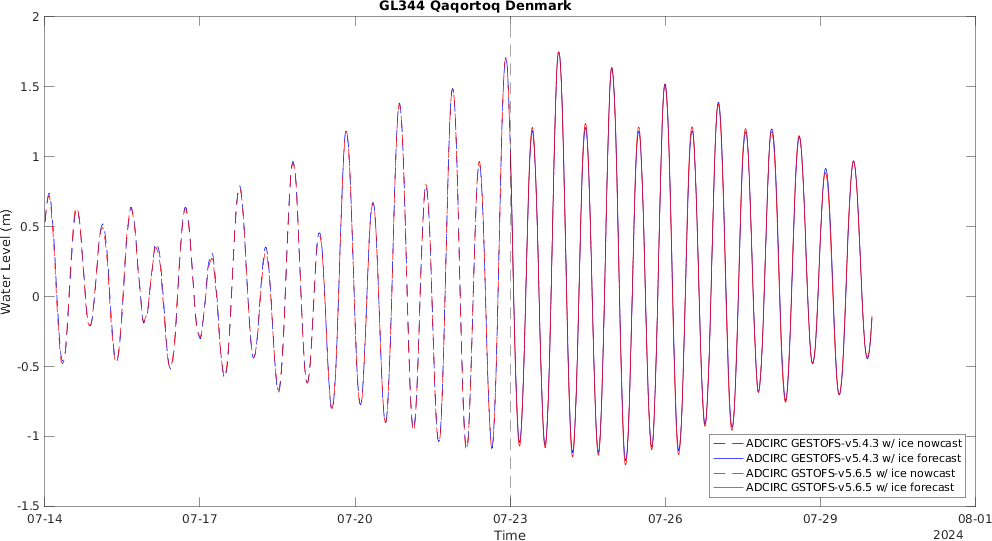 GL344 Qaqortoq Denmark
2
1.5
1
0.5
0
-0.5
-1
-1.5
Water Level (m)
07-14 07-17 07-20 07-23 07-26 07-29 08-01
Time
2024
ADCIRC GESTOFS-v5.4.3 w/ ice nowcast
ADCIRC GESTOFS-v5.4.3 w/ ice forecast
ADCIRC GSTOFS-v5.6.5 w/ ice nowcast
ADCIRC GSTOFS-v5.6.5 w/ ice forecast